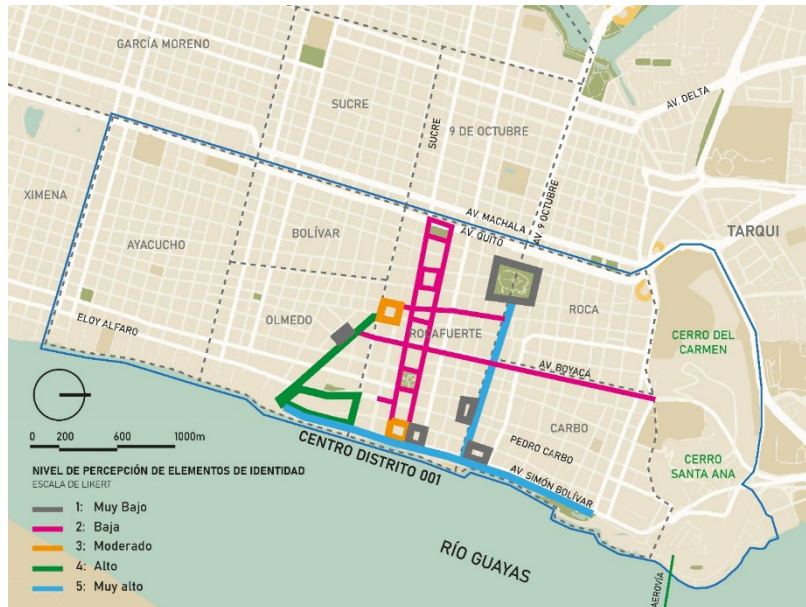 GARCÍA MORENO
SUCRE
SUCRE
9 DE OCTUBRE
AV. DELTA
XIMENA
AYACUCHO
BOLÍVAR
AV. MACHALA
AV. QUITO
AV. 9 OCTUBRE
TARQUI
OLMEDO
ROCAFUERTE
ROCA
ELOY ALFARO
CERRO DEL
CARMEN
AV. BOYACÁ
CARBO
PEDRO CARBO
CERRO
SANTA ANA
AV. SIMÓN BOLÍVAR
CENTRO DISTRITO 001
RÍO GUAYAS
AEROVÍA
0 200 600 1000m
NIVEL DE PERCEPCIÓN DE ELEMENTOS DE IDENTIDAD
ESCALA DE LIKERT
1: Muy Bajo
2: Baja
3: Moderado
4: Alto
5: Muy alto